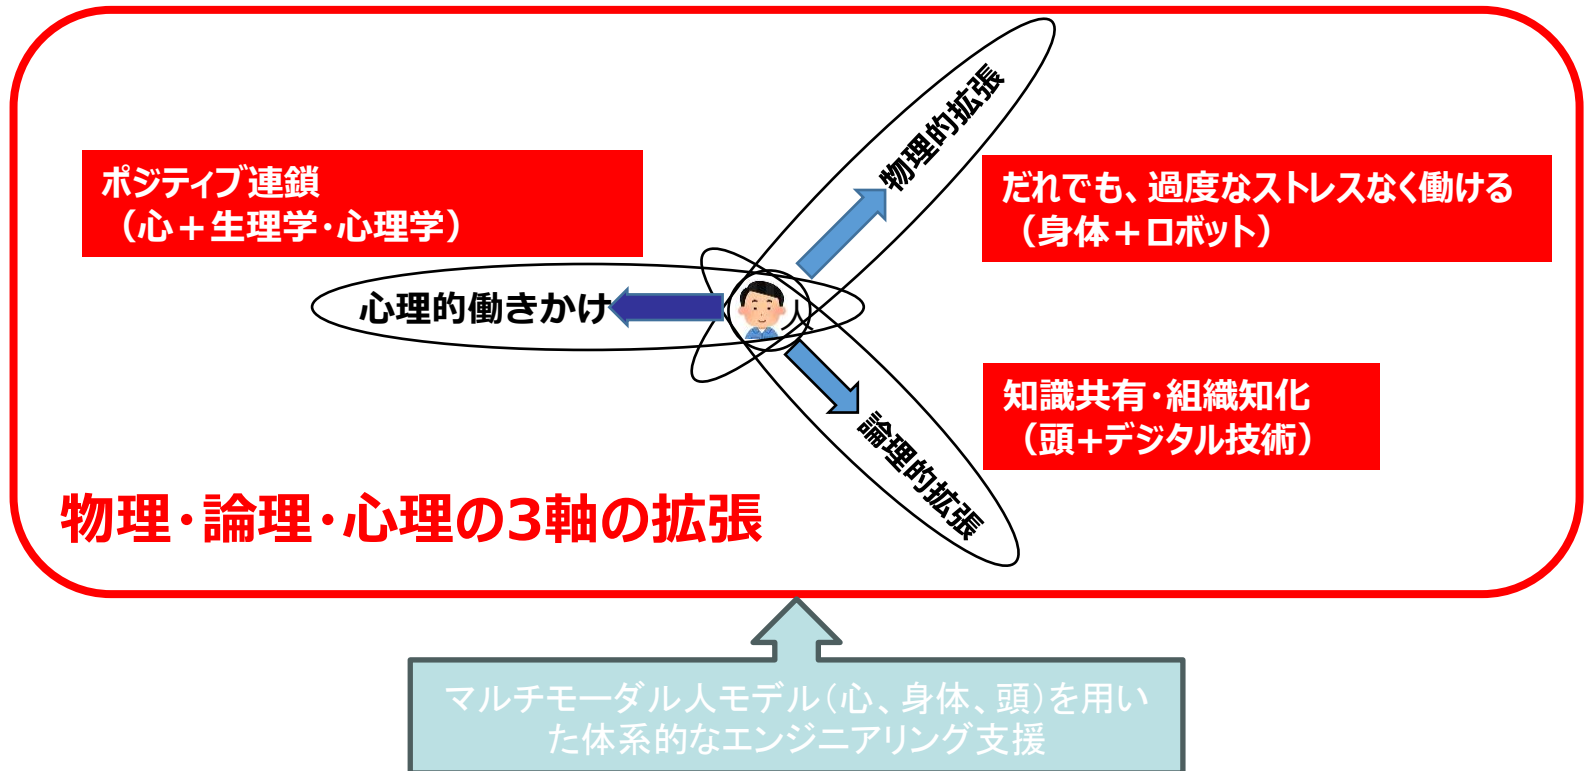 物理的拡張
ポジティブ連鎖
（心＋生理学・心理学）
だれでも、過度なストレスなく働ける
（身体＋ロボット）
心理的働きかけ
人
知識共有・組織知化
（頭＋デジタル技術）
論理的拡張
物理・論理・心理の3軸の拡張
マルチモーダル人モデル（心、身体、頭）を用い
た体系的なエンジニアリング支援